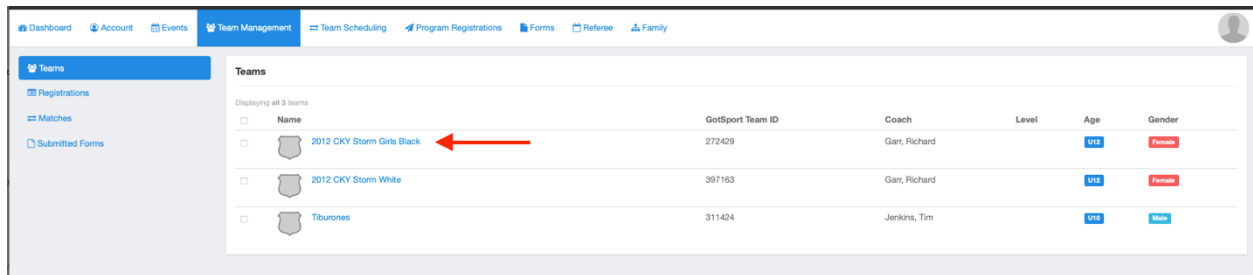 Dashboard Account Events Team Management Team Scheduling Program Registrations Forms Referee Family
Teams
Registrations
Matches
Submitted Forms
Teams
Displaying all 3 teams
Name GotSport Team ID Coach Level Age Gender
2012 CKY Storm Girls Black 272429 Garr, Richard U12 Female
2012 CKY Storm White 397163 Garr, Richard U12 Female
Tiburones 311424 Jenkins, Tim U10 Male